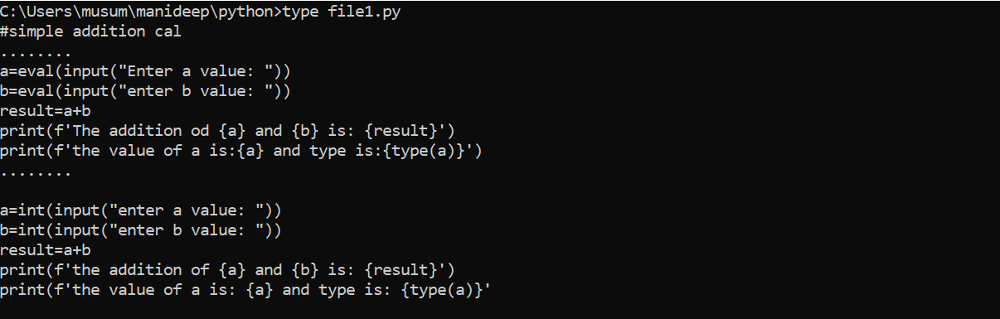 C:\Users\musum\manideep\python>type file1.py
#simple addition cal
........
a=eval(input("Enter a value: "))
b=eval(input("enter b value: "))
result=a+b
print(f'The addition od {a} and {b} is: {result}')
print(f'the value of a is:{a} and type is:{type(a)}')
........
a=int(input("enter a value: "))
b=int(input("enter b value: "))
result=a+b
print(f'the addition of {a} and {b} is: {result}')
print(f'the value of a is: {a} and type is: {type(a)}'